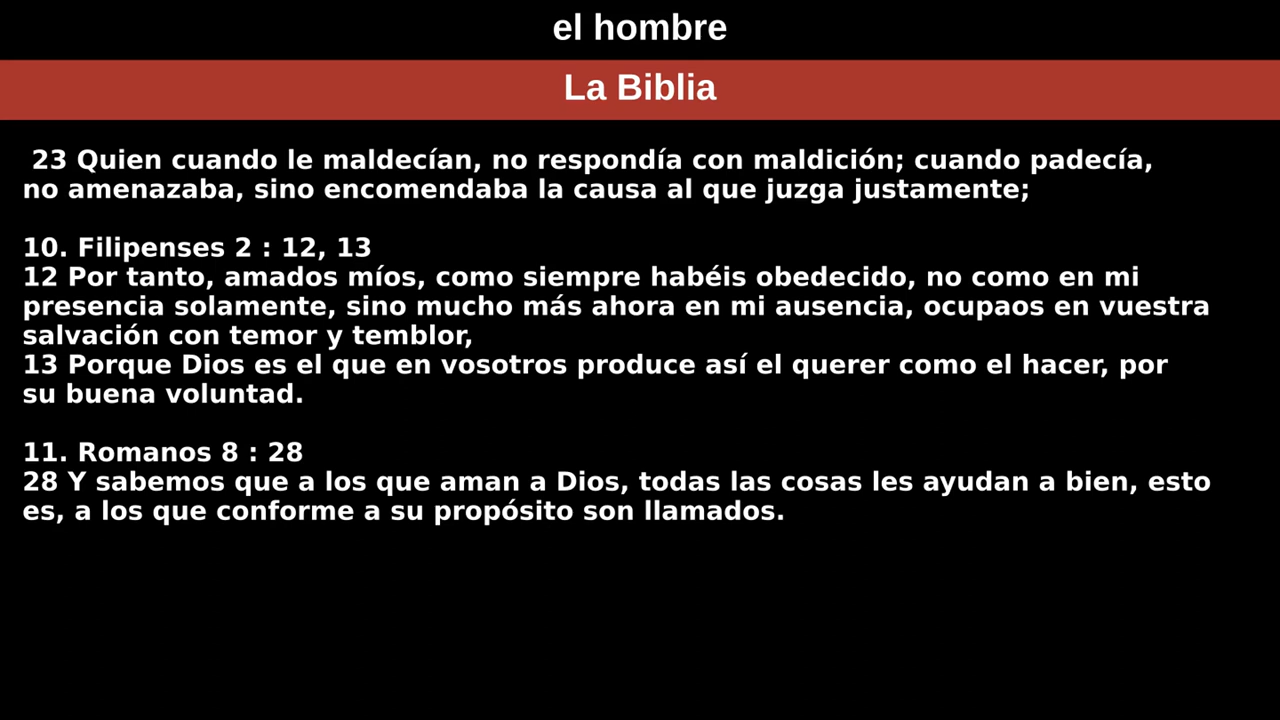 el hombre
La Biblia
23 Quien cuando le maldecían, no respondía con maldición; cuando padecía,
no amenazaba, sino encomendaba la causa al que juzga justamente;
10. Filipenses 2 : 12, 13
12 Por tanto, amados míos, como siempre habéis obedecido, no como en mi
presencia solamente, sino mucho más ahora en mi ausencia, ocupaos en vuestra
salvación con temor y temblor,
13 Porque Dios es el que en vosotros produce así el querer como el hacer, por
su buena voluntad.
11. Romanos 8 : 28
28 Y sabemos que a los que aman a Dios, todas las cosas les ayudan a bien, esto
es, a los que conforme a su propósito son llamados.